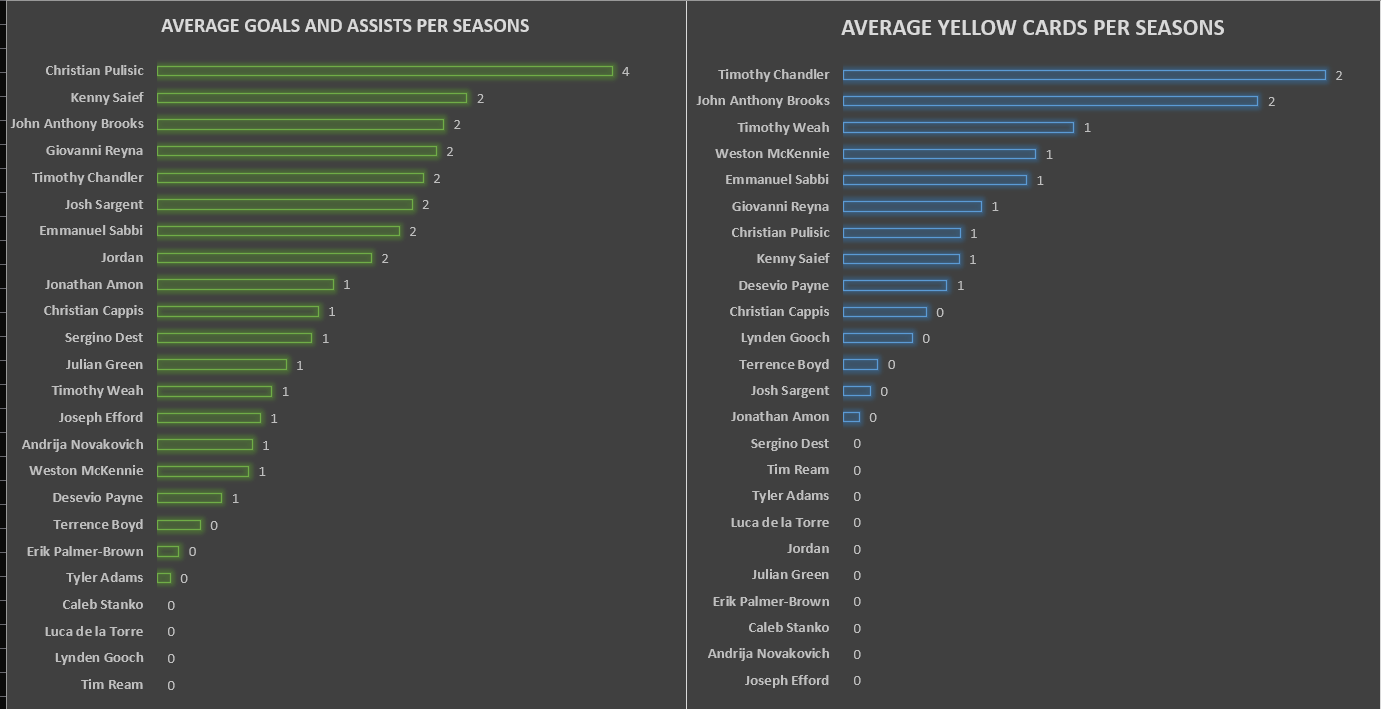 AVERAGE GOALS AND ASSISTS PER SEASONS
Christian Pulisic 4
Kenny Saief 2
John Anthony Brooks 2
Giovanni Reyna 2
Timothy Chandler 2
Josh Sargent 2
Emmanuel Sabbi 2
Jordan 2
Jonathan Amon 1
Christian Cappis 1
Sergino Dest 1
Julian Green 1
Timothy Weah 1
Joseph Efford 1
Andrija Novakovich 1
Weston McKennie 1
Desevio Payne 1
Terrence Boyd 0
Erik Palmer-Brown 0
Tyler Adams 0
Caleb Stanko 0
Luca de la Torre 0
Lynden Gooch 0
Tim Ream 0
AVERAGE YELLOW CARDS PER SEASONS
Timothy Chandler 2
John Anthony Brooks 2
Timothy Weah 1
Weston McKennie 1
Emmanuel Sabbi 1
Giovanni Reyna 1
Christian Pulisic 1
Kenny Saief 1
Desevio Payne 1
Christian Cappis 0
Lynden Gooch 0
Terrence Boyd 0
Josh Sargent 0
Jonathan Amon 0
Sergino Dest 0
Tim Ream 0
Tyler Adams 0
Luca de la Torre 0
Jordan 0
Julian Green 0
Erik Palmer-Brown 0
Caleb Stanko 0
Andrija Novakovich 0
Joseph Efford 0